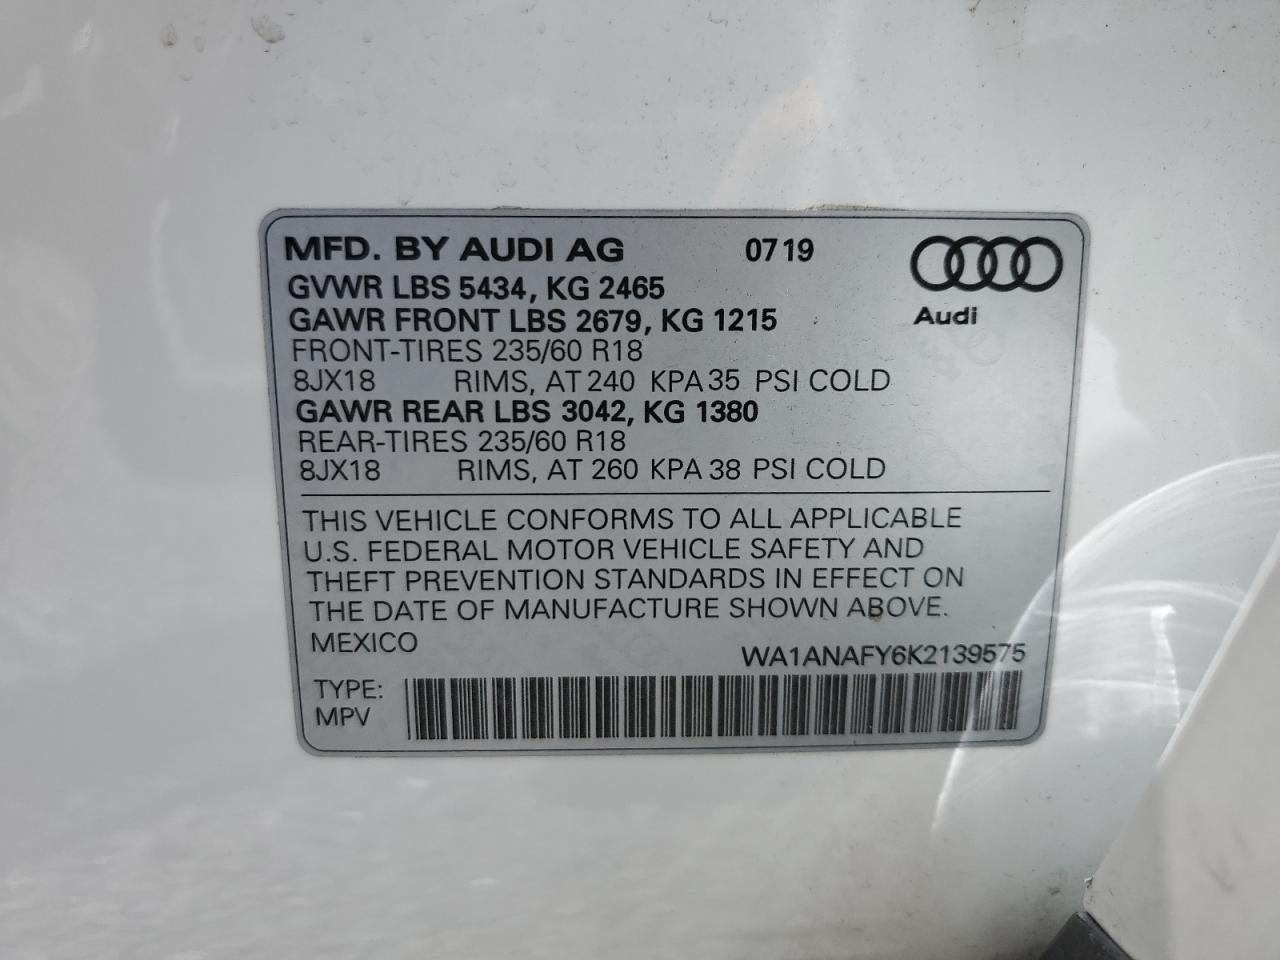 MFD. BY AUDI AG 0719
GVWR LBS 5434, KG 2465
GAWR FRONT LBS 2679, KG 1215
Audi
FRONT-TIRES 235/60 R18
8JX18 RIMS, AT 240 KPA 35 PSI COLD
GAWR REAR LBS 3042, KG 1380
REAR-TIRES 235/60 R18
8JX18 RIMS, AT 260 KPA 38 PSI COLD
THIS VEHICLE CONFORMS TO ALL APPLICABLE
U.S. FEDERAL MOTOR VEHICLE SAFETY AND
THEFT PREVENTION STANDARDS IN EFFECT ON
THE DATE OF MANUFACTURE SHOWN ABOVE.
MEXICO
WA1ANAFY6K2139575
TYPE:
MPV